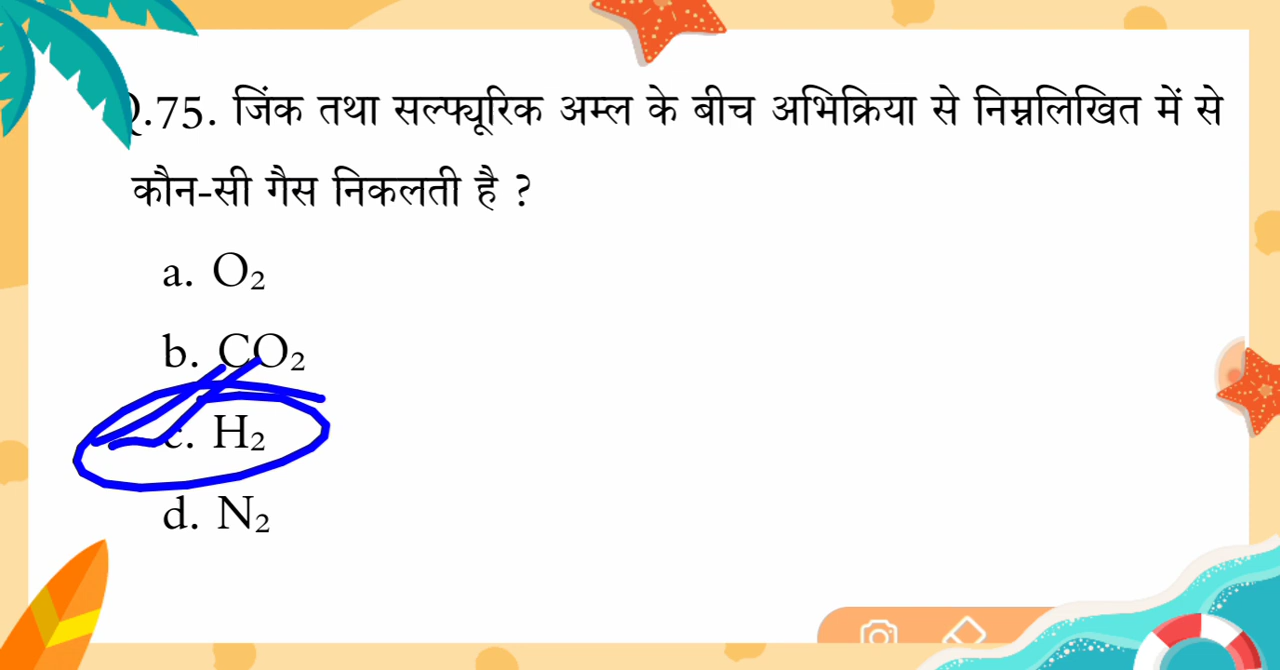 Q.75. जिंक तथा सल्फ्यूरिक अम्ल के बीच अभिक्रिया से निम्नलिखित में से
कौन-सी गैस निकलती है ?
a. O₂
b. CO₂
c. H₂
d. N₂